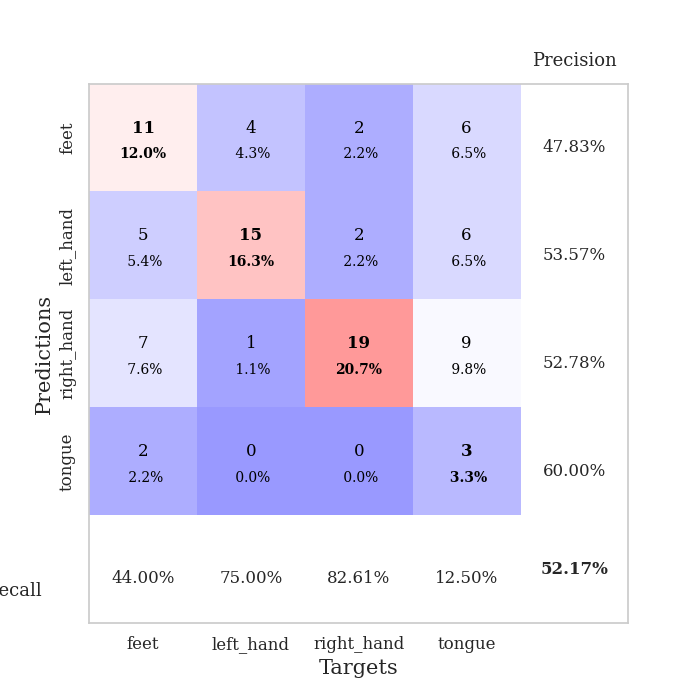 Precision
feet 11 4 2 6 47.83%
12.0% 4.3% 2.2% 6.5%
left_hand 5 15 2 6 53.57%
5.4% 16.3% 2.2% 6.5%
right_hand 7 1 19 9 52.78%
7.6% 1.1% 20.7% 9.8%
tongue 2 0 0 3 60.00%
2.2% 0.0% 0.0% 3.3%
Predictions
ecall 44.00% 75.00% 82.61% 12.50% 52.17%
feet left_hand right_hand tongue
Targets